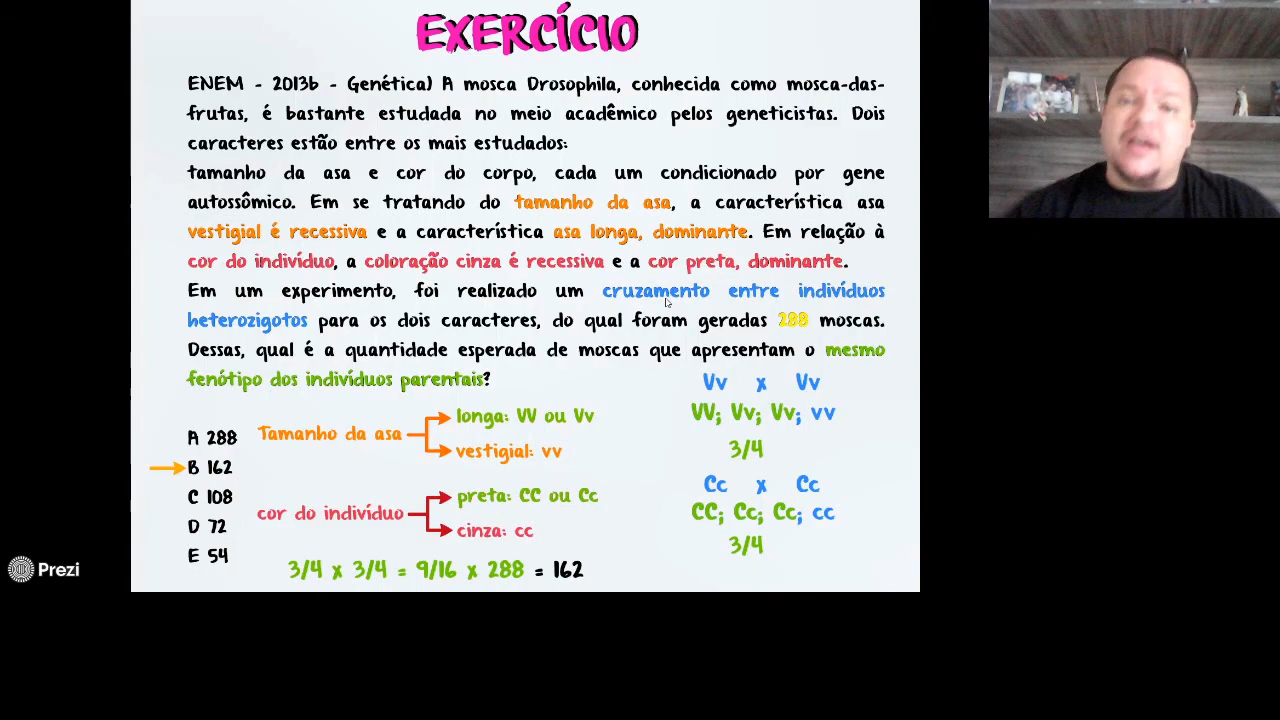 EXERCÍCIO
ENEM - 2013b - Genética) A mosca Drosophila, conhecida como mosca-das-
frutas, é bastante estudada no meio acadêmico pelos geneticistas. Dois
caracteres estão entre os mais estudados:
tamanho da asa e cor do corpo, cada um condicionado por gene
autossômico. Em se tratando do tamanho da asa, a característica asa
vestigial é recessiva e a característica asa longa, dominante. Em relação à
cor do indivíduo, a coloração cinza é recessiva e a cor preta, dominante.
Em um experimento, foi realizado um cruzamento entre indivíduos
heterozigotos para os dois caracteres, do qual foram geradas 288 moscas.
Dessas, qual é a quantidade esperada de moscas que apresentam o mesmo
fenótipo dos indivíduos parentais?
A 288
B 162
C 108
D 72
E 54
Tamanho da asa
longa: VV ou Vv
vestigial: vv
cor do indivíduo
preta: CC ou Cc
cinza: cc
3/4 x 3/4 = 9/16 x 288 = 162
Vv x Vv
VV; Vv; Vv; vv
3/4
Cc x Cc
CC; Cc; Cc; cc
3/4
Prezi